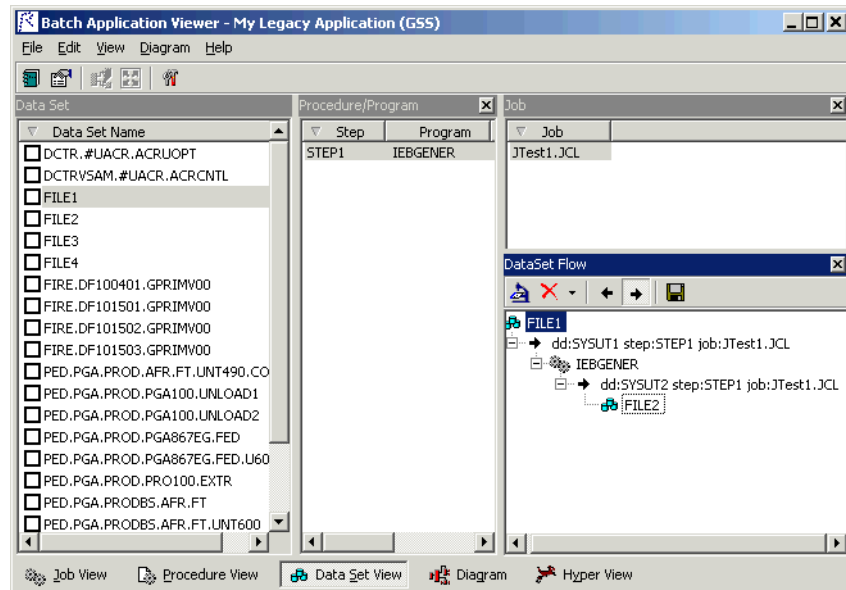 Batch Application Viewer - My Legacy Application (GSS)
File Edit View Diagram Help
Data Set
Data Set Name
DCTR.#UACR.ACRUOPT
DCTRVSAM.#UACR.ACRCNTL
FILE1
FILE2
FILE3
FILE4
FIRE.DF100401.GPRIMV00
FIRE.DF101501.GPRIMV00
FIRE.DF101502.GPRIMV00
FIRE.DF101503.GPRIMV00
PED.PGA.PROD.AFR.FT.UNT490.CO
PED.PGA.PROD.PGA100.UNLOAD1
PED.PGA.PROD.PGA100.UNLOAD2
PED.PGA.PROD.PGA867EG.FED
PED.PGA.PROD.PGA867EG.FED.U60
PED.PGA.PROD.PRO100.EXTR
PED.PGA.PRODBS.AFR.FT
PED.PGA.PRODBS.AFR.FT.UNT600
Procedure/Program
Step Program
STEP1 IEBGENER
Job
Job
JTest1.JCL
DataSet Flow
FILE1
dd:SYSUT1 step:STEP1 job:JTest1.JCL
IEBGENER
dd:SYSUT2 step:STEP1 job:JTest1.JCL
FILE2
Job View Procedure View Data Set View Diagram Hyper View